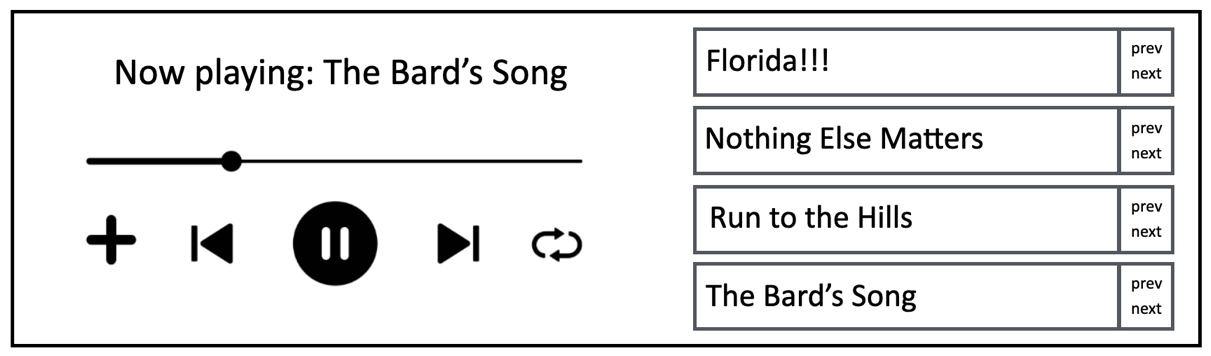 Now playing: The Bard’s Song
Florida!!!
prev
next
Nothing Else Matters
prev
next
Run to the Hills
prev
next
The Bard’s Song
prev
next